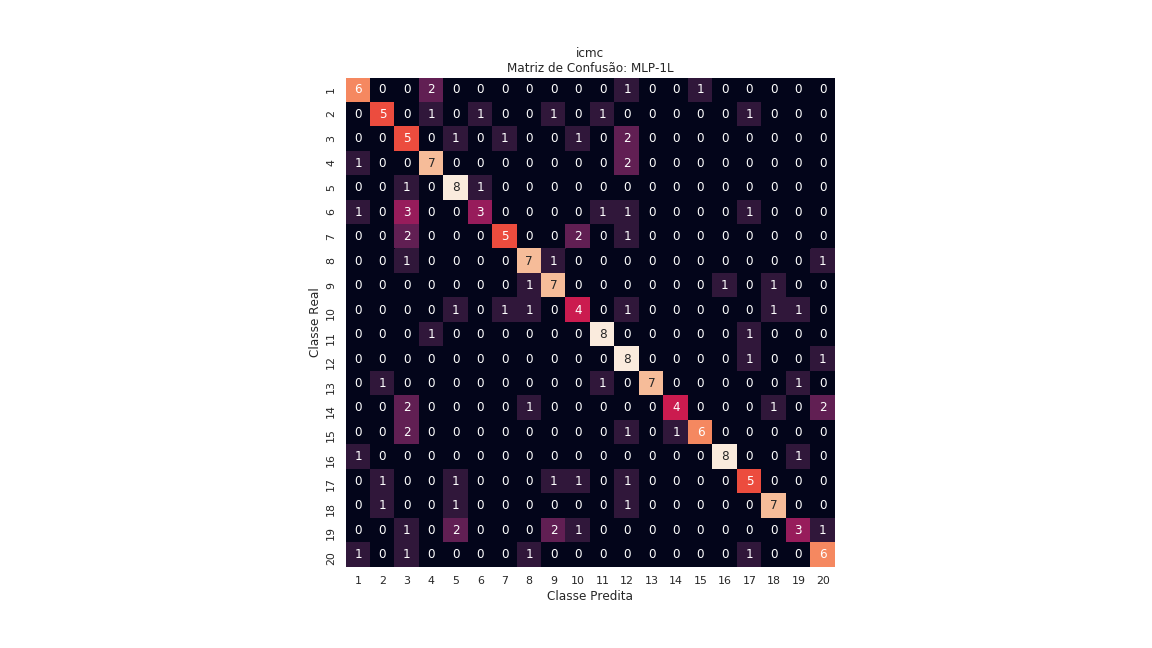 icmc
Matriz de Confusão: MLP-1L
1 6 0 0 2 0 0 0 0 0 0 0 1 0 0 1 0 0 0 0 0
2 0 5 0 1 0 1 0 0 1 0 1 0 0 0 0 0 1 0 0 0
3 0 0 5 0 1 0 1 0 0 1 0 2 0 0 0 0 0 0 0 0
4 1 0 0 7 0 0 0 0 0 0 0 2 0 0 0 0 0 0 0 0
5 0 0 1 0 8 1 0 0 0 0 0 0 0 0 0 0 0 0 0 0
6 1 0 3 0 0 3 0 0 0 0 1 1 0 0 0 0 1 0 0 0
7 0 0 2 0 0 0 5 0 0 2 0 1 0 0 0 0 0 0 0 0
8 0 0 1 0 0 0 0 7 1 0 0 0 0 0 0 0 0 0 0 1
9 0 0 0 0 0 0 0 1 7 0 0 0 0 0 0 1 0 1 0 0
10 0 0 0 0 1 0 1 1 0 4 0 1 0 0 0 0 0 1 1 0
11 0 0 0 1 0 0 0 0 0 0 8 0 0 0 0 0 1 0 0 0
12 0 0 0 0 0 0 0 0 0 0 0 8 0 0 0 0 1 0 0 1
13 0 1 0 0 0 0 0 0 0 0 1 0 7 0 0 0 0 0 1 0
14 0 0 2 0 0 0 0 1 0 0 0 0 0 4 0 0 0 1 0 2
15 0 0 2 0 0 0 0 0 0 0 0 1 0 1 6 0 0 0 0 0
16 1 0 0 0 0 0 0 0 0 0 0 0 0 0 0 8 0 0 1 0
17 0 1 0 0 1 0 0 0 1 1 0 1 0 0 0 0 5 0 0 0
18 0 1 0 0 1 0 0 0 0 0 0 1 0 0 0 0 0 7 0 0
19 0 0 1 0 2 0 0 0 2 1 0 0 0 0 0 0 0 0 3 1
20 1 0 1 0 0 0 0 1 0 0 0 0 0 0 0 0 1 0 0 6
Classe Real
1 2 3 4 5 6 7 8 9 10 11 12 13 14 15 16 17 18 19 20
Classe Predita